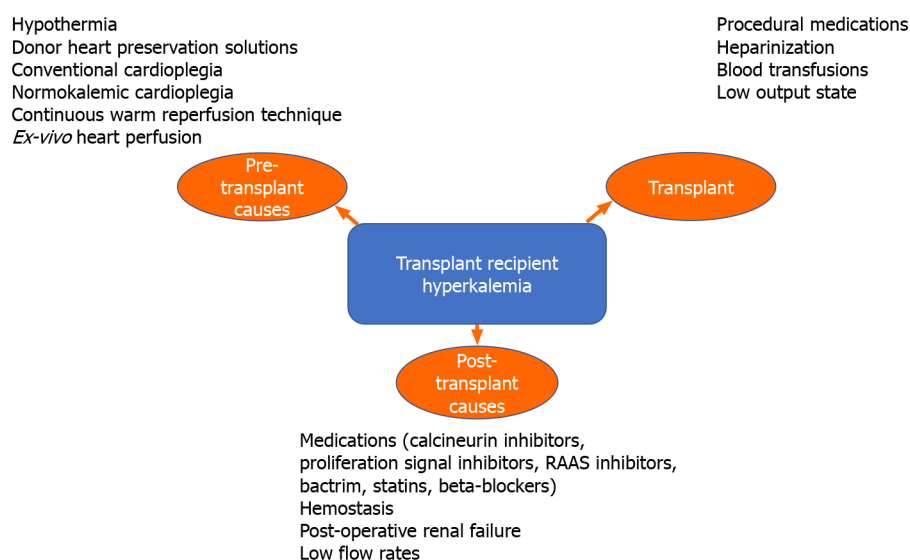 Hypothermia
Donor heart preservation solutions
Conventional cardioplegia
Normokalemic cardioplegia
Continuous warm reperfusion technique
Ex-vivo heart perfusion
Procedural medications
Heparinization
Blood transfusions
Low output state
Pre-
transplant
causes
Transplant
Transplant recipient
hyperkalemia
Post-
transplant
causes
Medications (calcineurin inhibitors,
proliferation signal inhibitors, RAAS inhibitors,
bactrim, statins, beta-blockers)
Hemostasis
Post-operative renal failure
Low flow rates